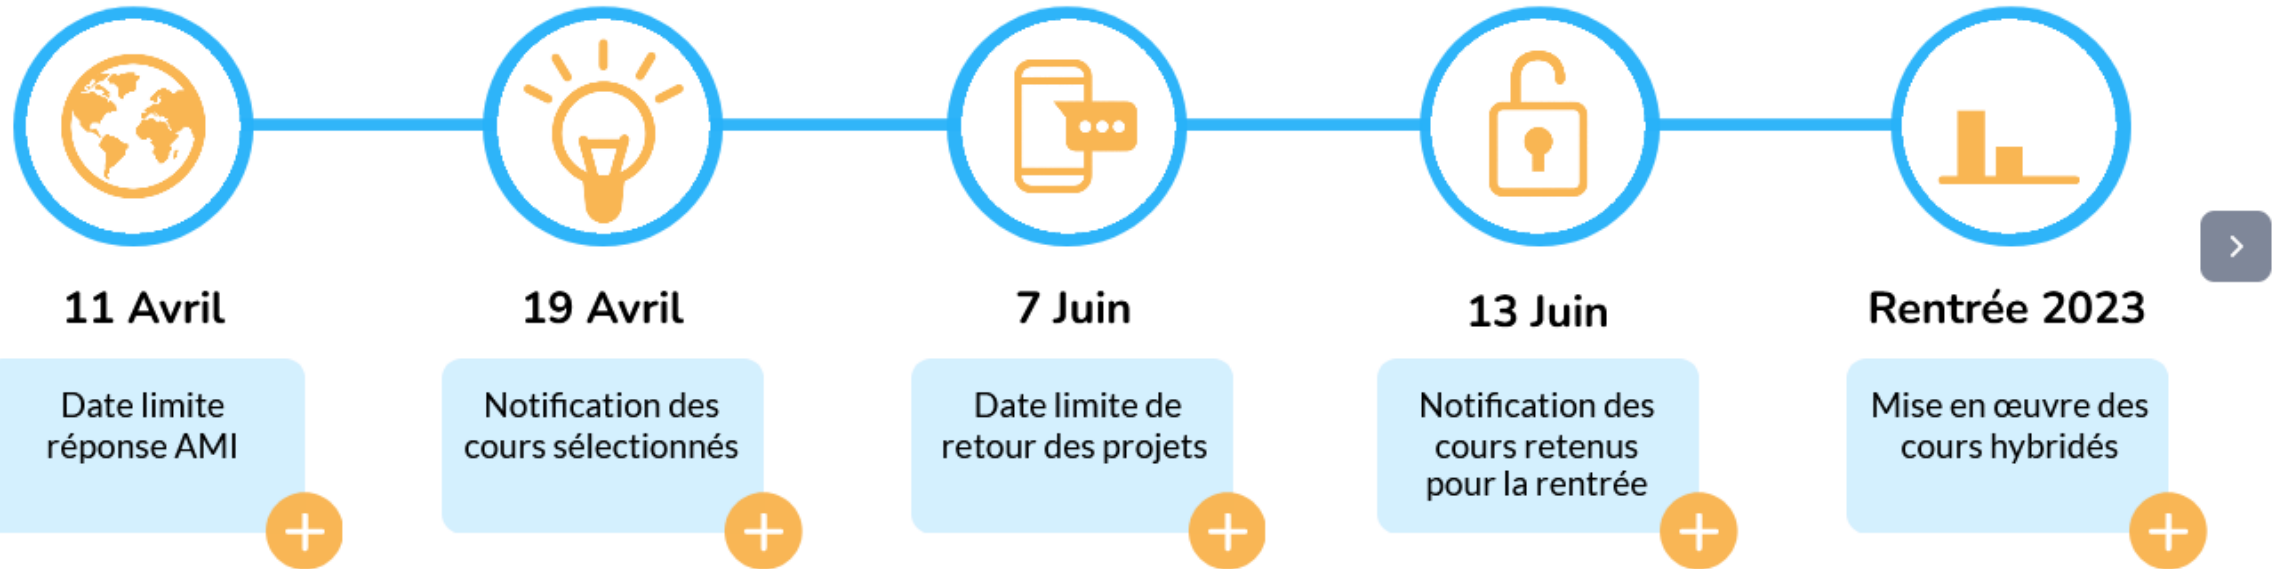 11 Avril
Date limite
réponse AMI
19 Avril
Notification des
cours sélectionnés
7 Juin
Date limite de
retour des projets
13 Juin
Notification des
cours retenus
pour la rentrée
Rentrée 2023
Mise en œuvre des
cours hybridés